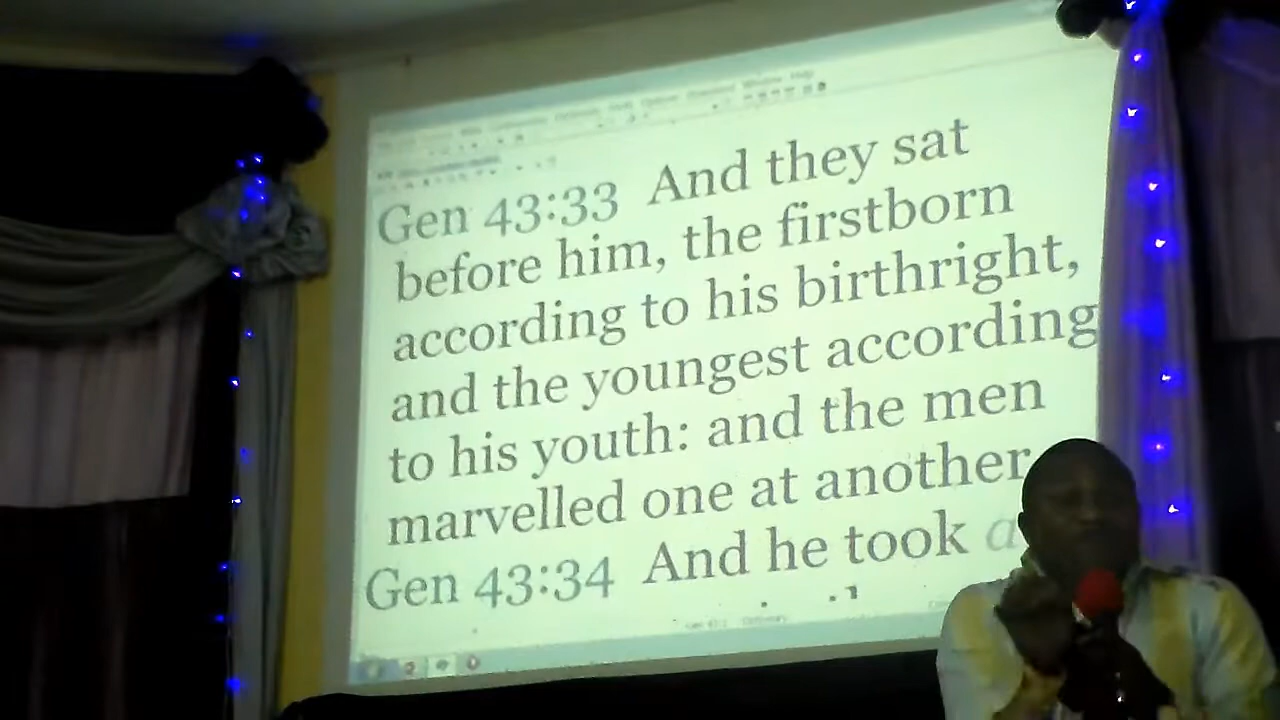 Gen 43:33 And they sat
before him, the firstborn
according to his birthright,
and the youngest according
to his youth: and the men
marvelled one at another
Gen 43:34 And he took a